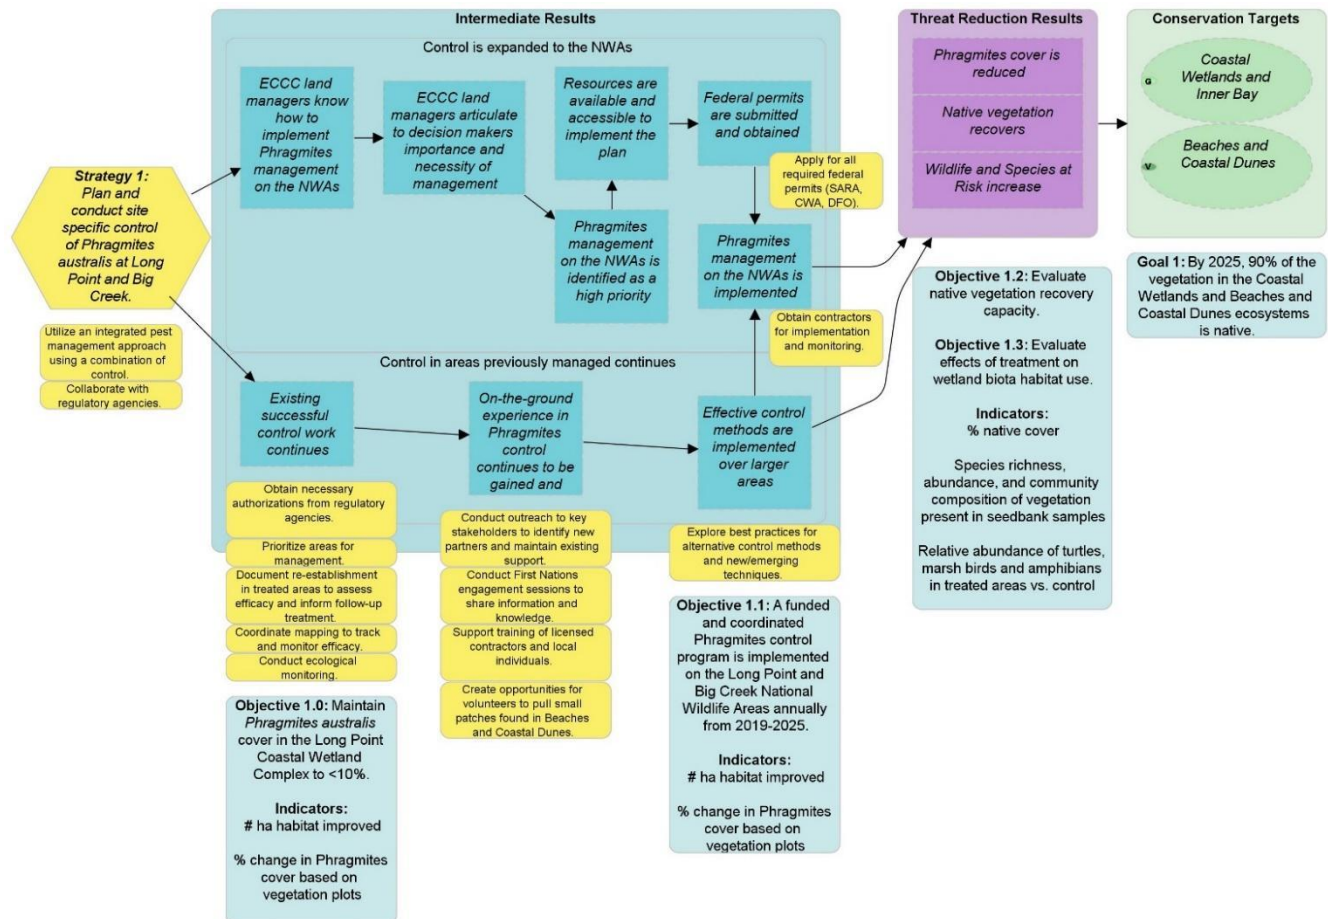 Intermediate Results
Control is expanded to the NWAs
ECCC land
managers know
how to
implement
Phragmites
management
on the NWAs
ECCC land
managers articulate
to decision makers
importance and
necessity of
management
Resources are
available and
accessible to
implement the
plan
Federal permits
are submitted
and obtained
Apply for all
required federal
permits (SARA,
CWA, DFO).
Phragmites
management
on the NWAs is
identified as a
high priority
Phragmites
management
on the NWAs is
implemented
Obtain contractors
for implementation
and monitoring.
Strategy 1:
Plan and
conduct site
specific control
of Phragmites
australis at Long
Point and Big
Creek.
Utilize an integrated pest
management approach
using a combination of
control.
Collaborate with
regulatory agencies.
Control in areas previously managed continues
Existing
successful
control work
continues
On-the-ground
experience in
Phragmites
control
continues to be
gained and
Effective control
methods are
implemented
over larger
areas
Obtain necessary
authorizations from regulatory
agencies.
Prioritize areas for
management.
Document re-establishment
in treated areas to assess
efficacy and inform follow-up
treatment.
Coordinate mapping to track
and monitor efficacy.
Conduct ecological
monitoring.
Conduct outreach to key
stakeholders to identify new
partners and maintain existing
support.
Conduct First Nations
engagement sessions to
share information and
knowledge.
Support training of licensed
contractors and local
individuals.
Create opportunities for
volunteers to pull small
patches found in Beaches
and Coastal Dunes.
Explore best practices for
alternative control methods
and new/emerging
techniques.
Objective 1.0: Maintain
Phragmites australis
cover in the Long Point
Coastal Wetland
Complex to <10%.
Indicators:
# ha habitat improved
% change in Phragmites
cover based on
vegetation plots
Objective 1.1: A funded
and coordinated
Phragmites control
program is implemented
on the Long Point and
Big Creek National
Wildlife Areas annually
from 2019-2025.
Indicators:
# ha habitat improved
% change in Phragmites
cover based on
vegetation plots
Threat Reduction Results
Phragmites cover is
reduced
Native vegetation
recovers
Wildlife and Species at
Risk increase
Objective 1.2: Evaluate
native vegetation recovery
capacity.
Objective 1.3: Evaluate
effects of treatment on
wetland biota habitat use.
Indicators:
% native cover
Species richness,
abundance, and community
composition of vegetation
present in seedbank samples
Relative abundance of turtles,
marsh birds and amphibians
in treated areas vs. control
Conservation Targets
G
Coastal
Wetlands and
Inner Bay
V
Beaches and
Coastal Dunes
Goal 1: By 2025, 90% of the
vegetation in the Coastal
Wetlands and Beaches and
Coastal Dunes ecosystems
is native.